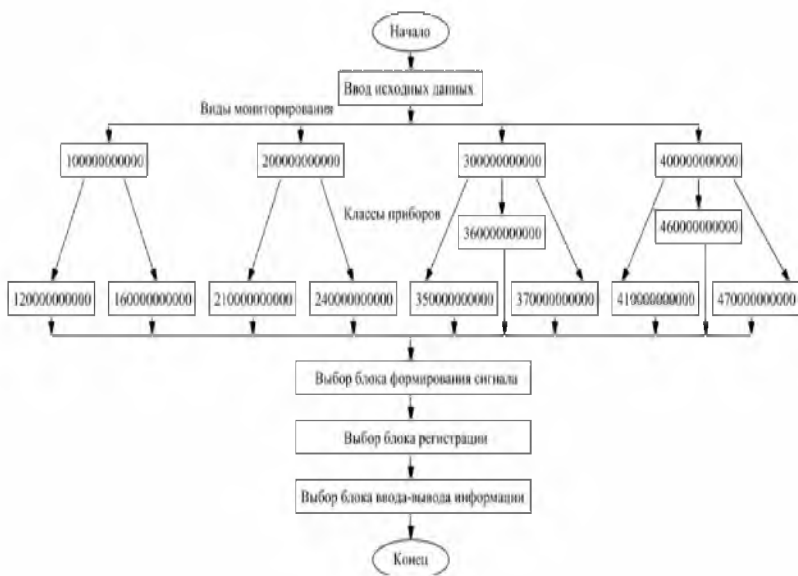 Начало
Ввод исходных данных
Виды мониторирования
100000000000
200000000000
300000000000
400000000000
Классы приборов
360000000000
460000000000
120000000000
160000000000
210000000000
240000000000
350000000000
370000000000
410000000000
470000000000
Выбор блока формирования сигнала
Выбор блока регистрации
Выбор блока ввода-вывода информации
Конец